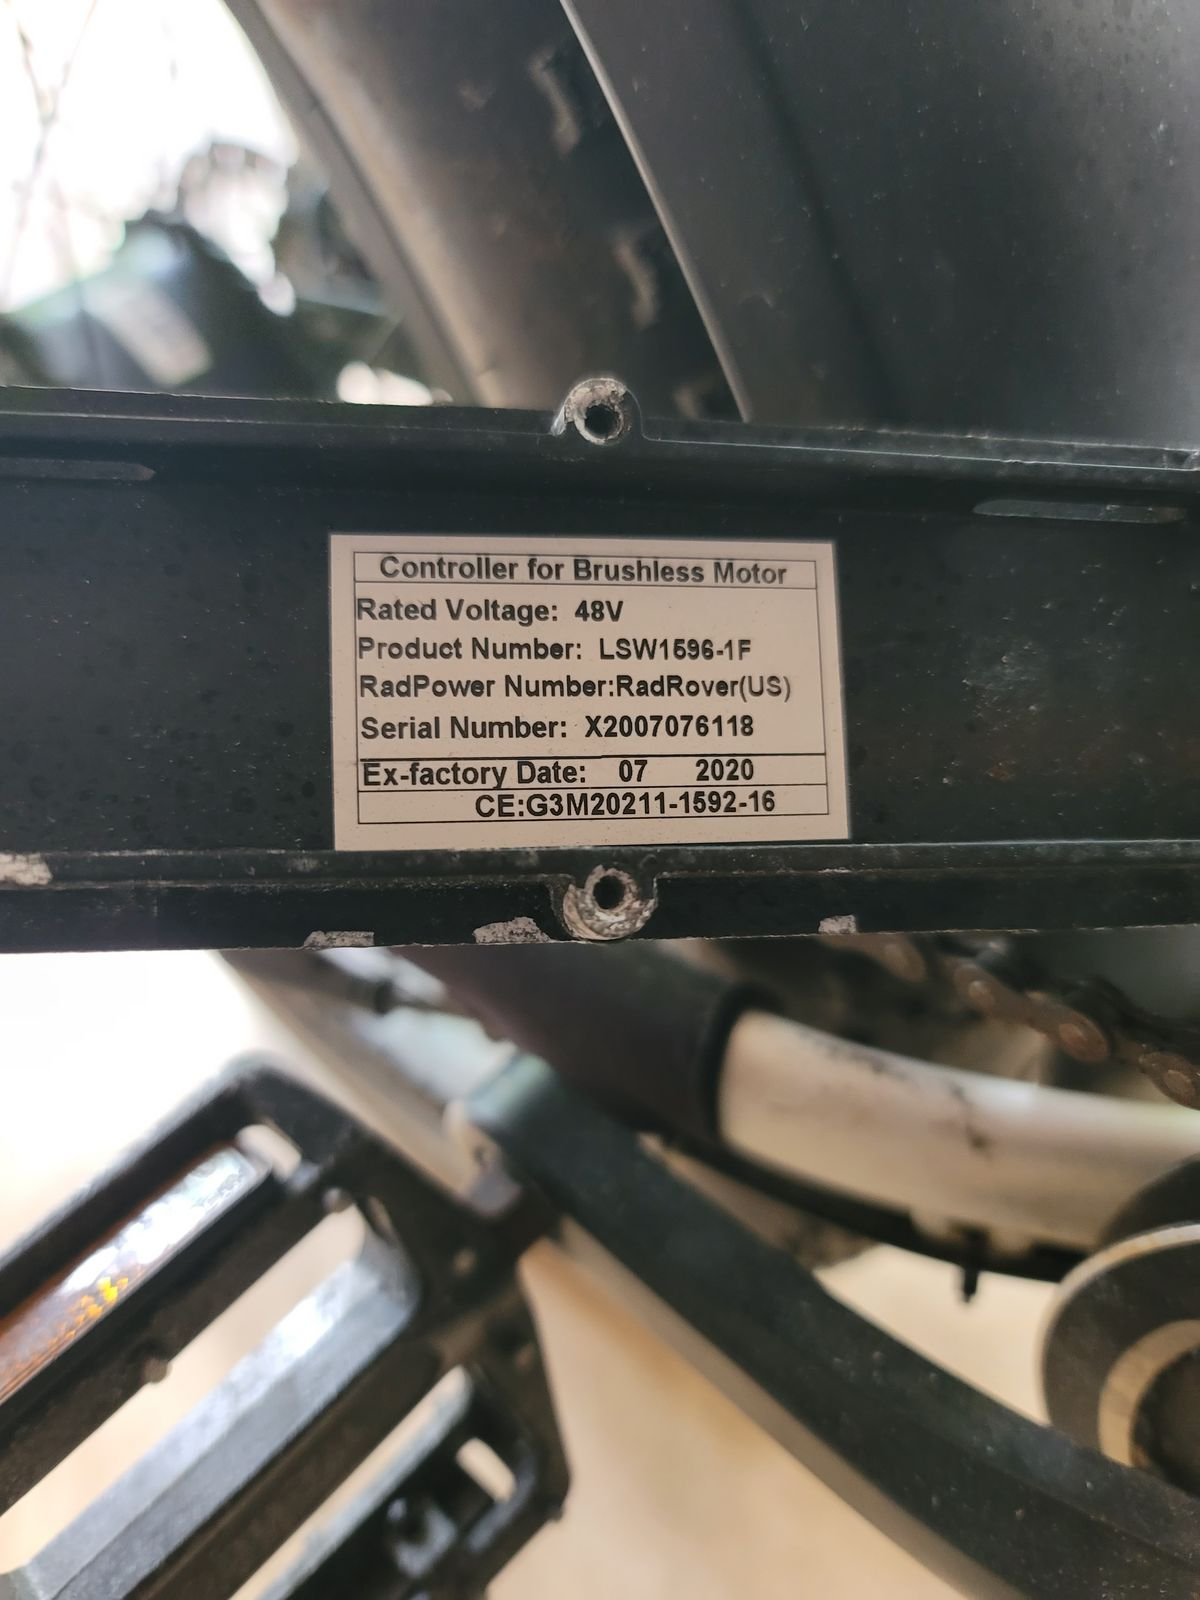 Controller for Brushless Motor
Rated Voltage: 48V
Product Number: LSW1596-1F
RadPower Number:RadRover(US)
Serial Number: X2007076118
Ex-factory Date: 07 2020
CE:G3M20211-1592-16